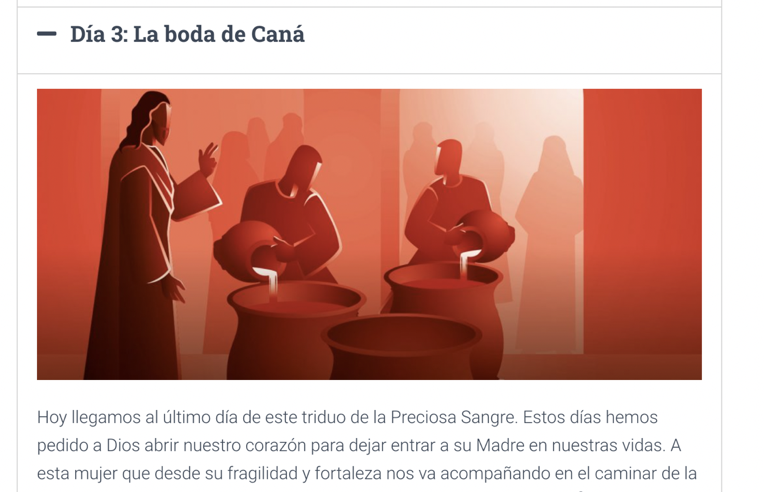 Día 3: La boda de Caná
Hoy llegamos al último día de este triduo de la Preciosa Sangre. Estos días hemos
pedido a Dios abrir nuestro corazón para dejar entrar a su Madre en nuestras vidas. A
esta mujer que desde su fragilidad y fortaleza nos va acompañando en el caminar de la